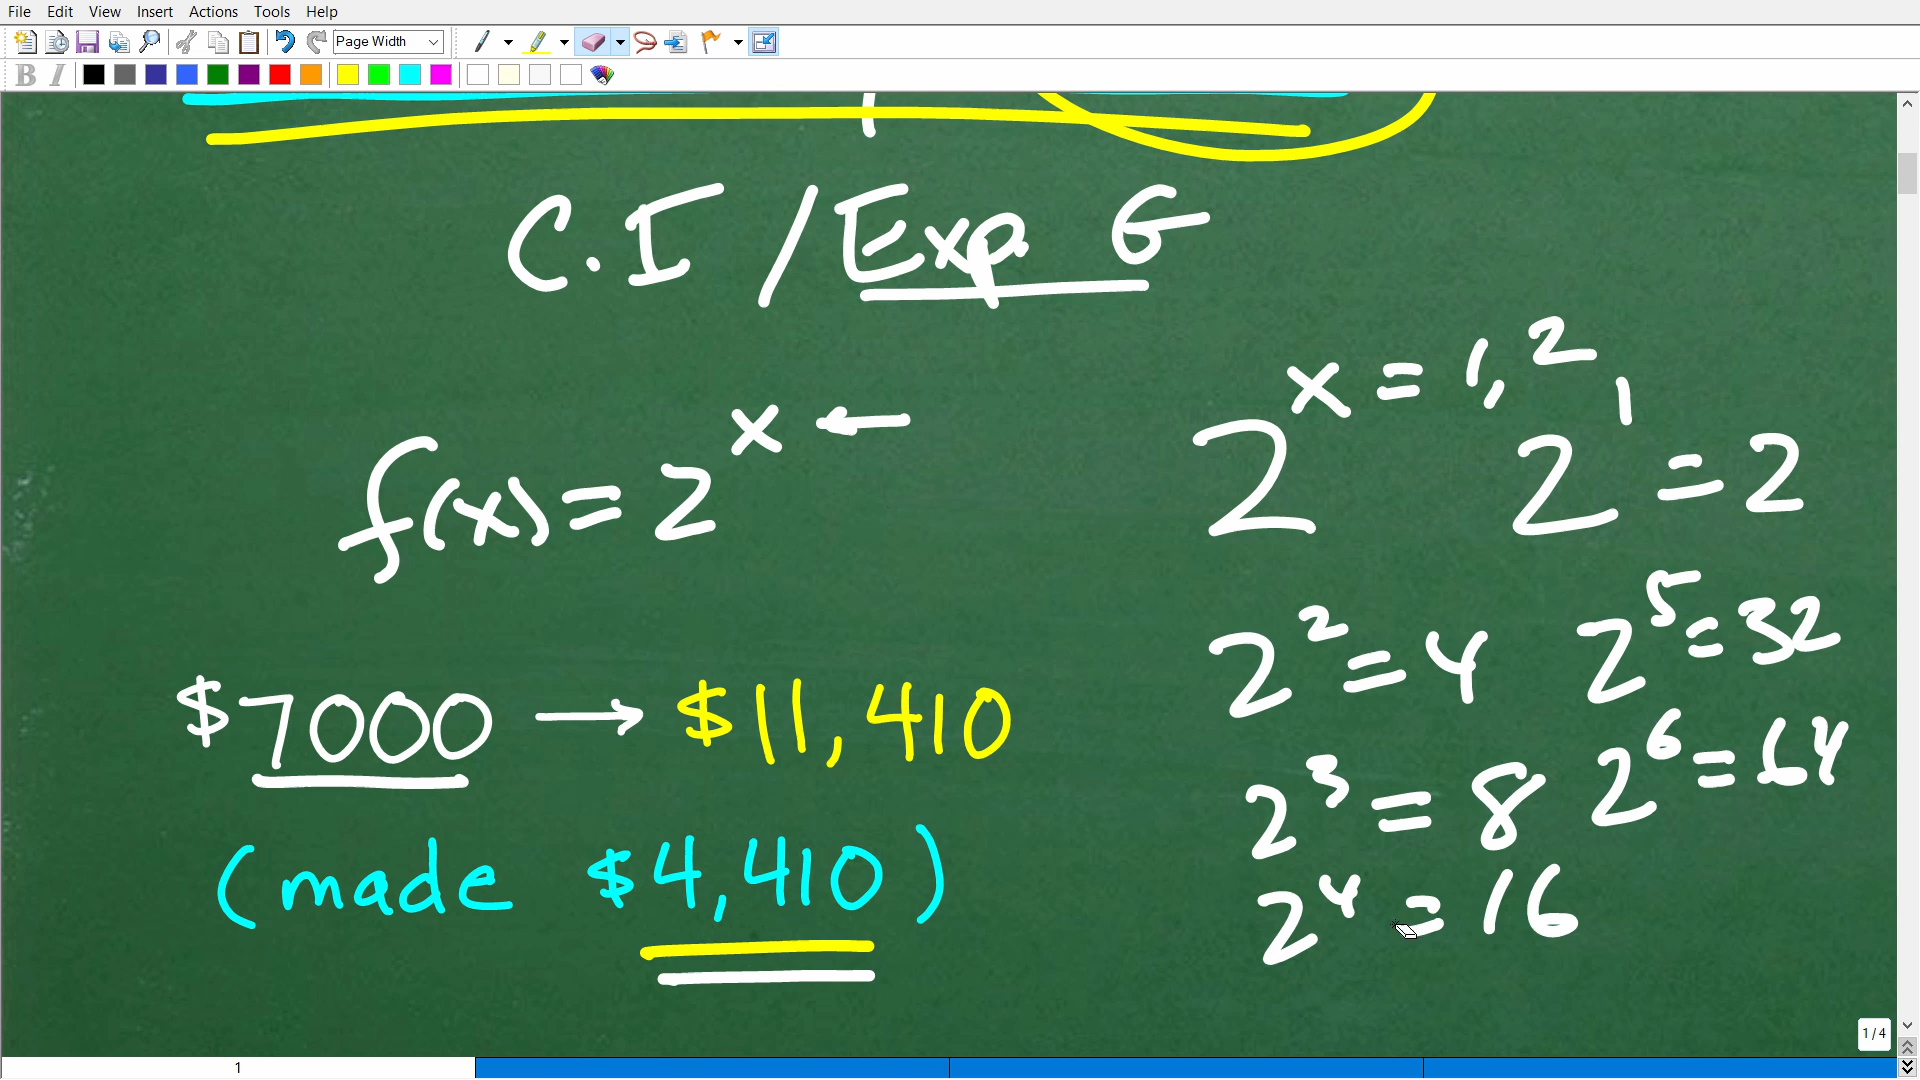 File Edit View Insert Actions Tools Help
Page Width
B I
C.I / Exp G
f(x) = 2^x ←
2^x = 1, 2
2^1 = 2
2^2 = 4 2^5 = 32
2^3 = 8 2^6 = 64
2^4 = 16
$7000 → $11,410
(made $4,410)
1 / 4
1